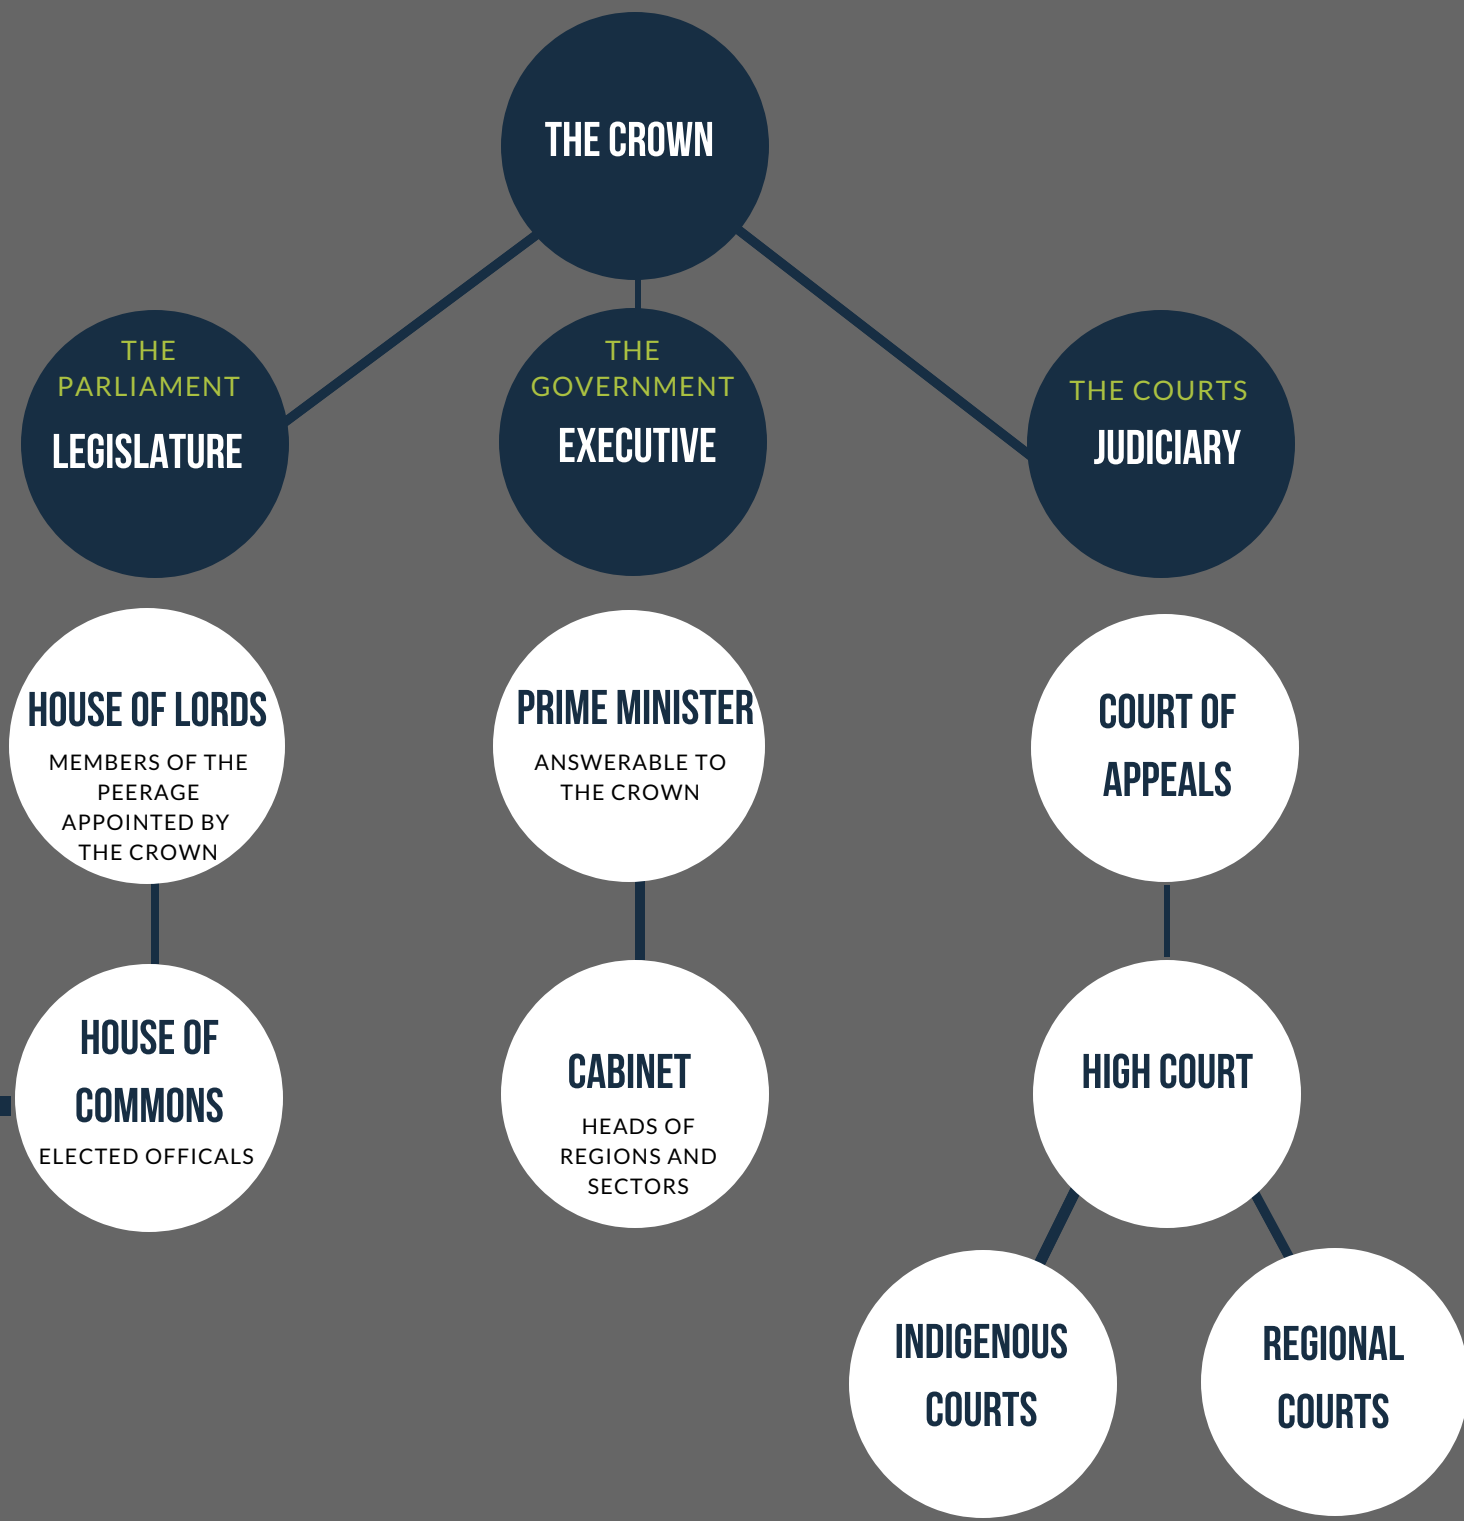 THE CROWN
THE
PARLIAMENT
LEGISLATURE
THE
GOVERNMENT
EXECUTIVE
THE COURTS
JUDICIARY
HOUSE OF LORDS
MEMBERS OF THE
PEERAGE
APPOINTED BY
THE CROWN
PRIME MINISTER
ANSWERABLE TO
THE CROWN
COURT OF
APPEALS
HOUSE OF
COMMONS
ELECTED OFFICALS
CABINET
HEADS OF
REGIONS AND
SECTORS
HIGH COURT
INDIGENOUS
COURTS
REGIONAL
COURTS